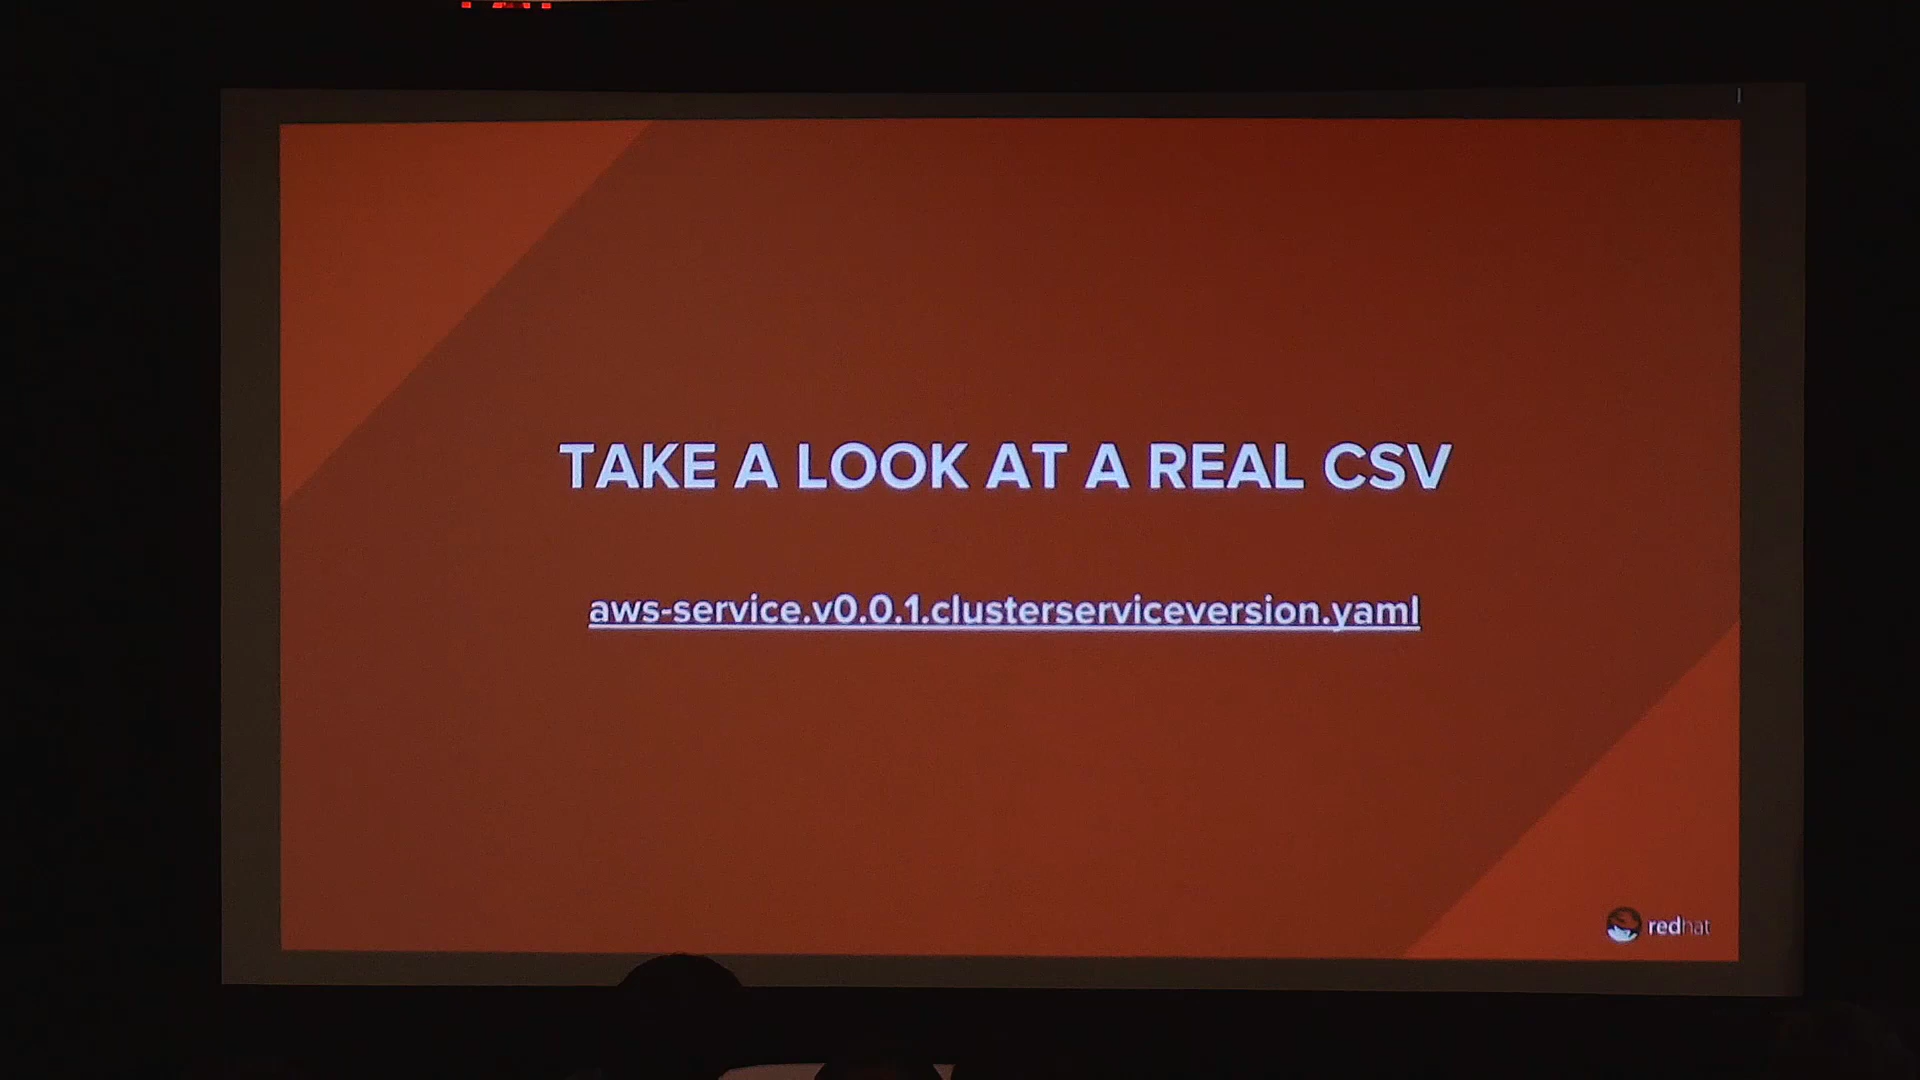 TAKE A LOOK AT A REAL CSV
aws-service.v0.0.1.clusterserviceversion.yaml
redhat